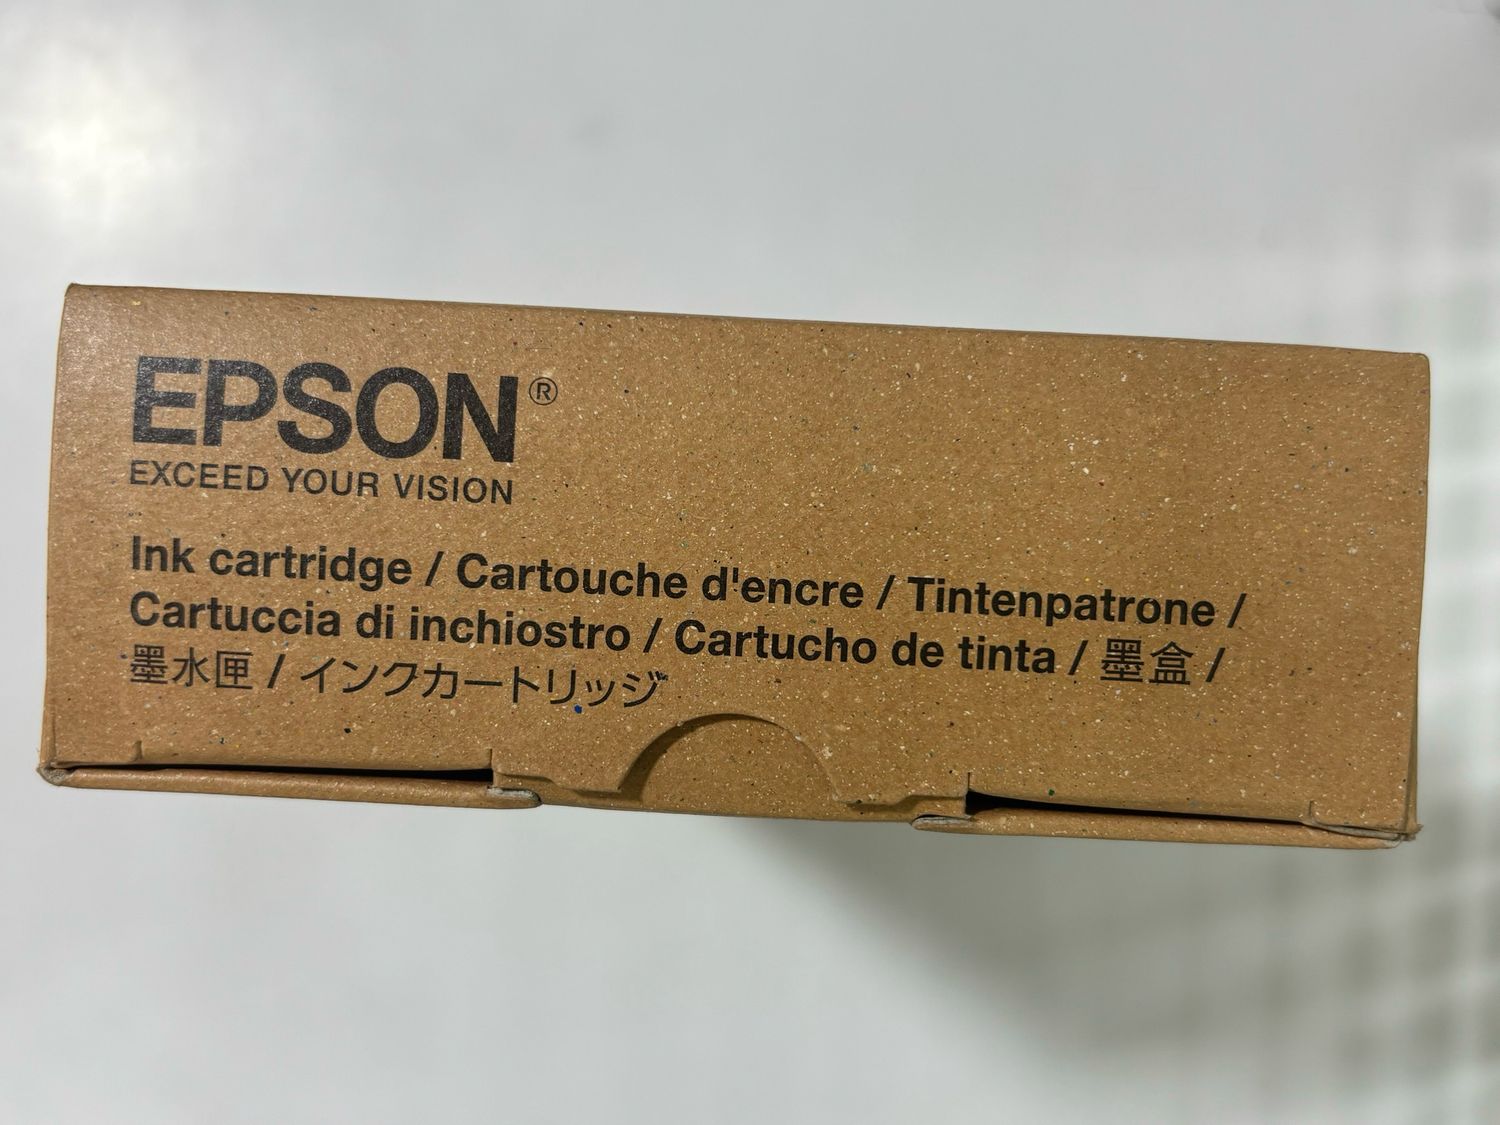 EPSON®
EXCEED YOUR VISION
Ink cartridge / Cartouche d'encre / Tintenpatrone /
Cartuccia di inchiostro / Cartucho de tinta / 墨盒 /
墨水匣 / インクカートリッジ